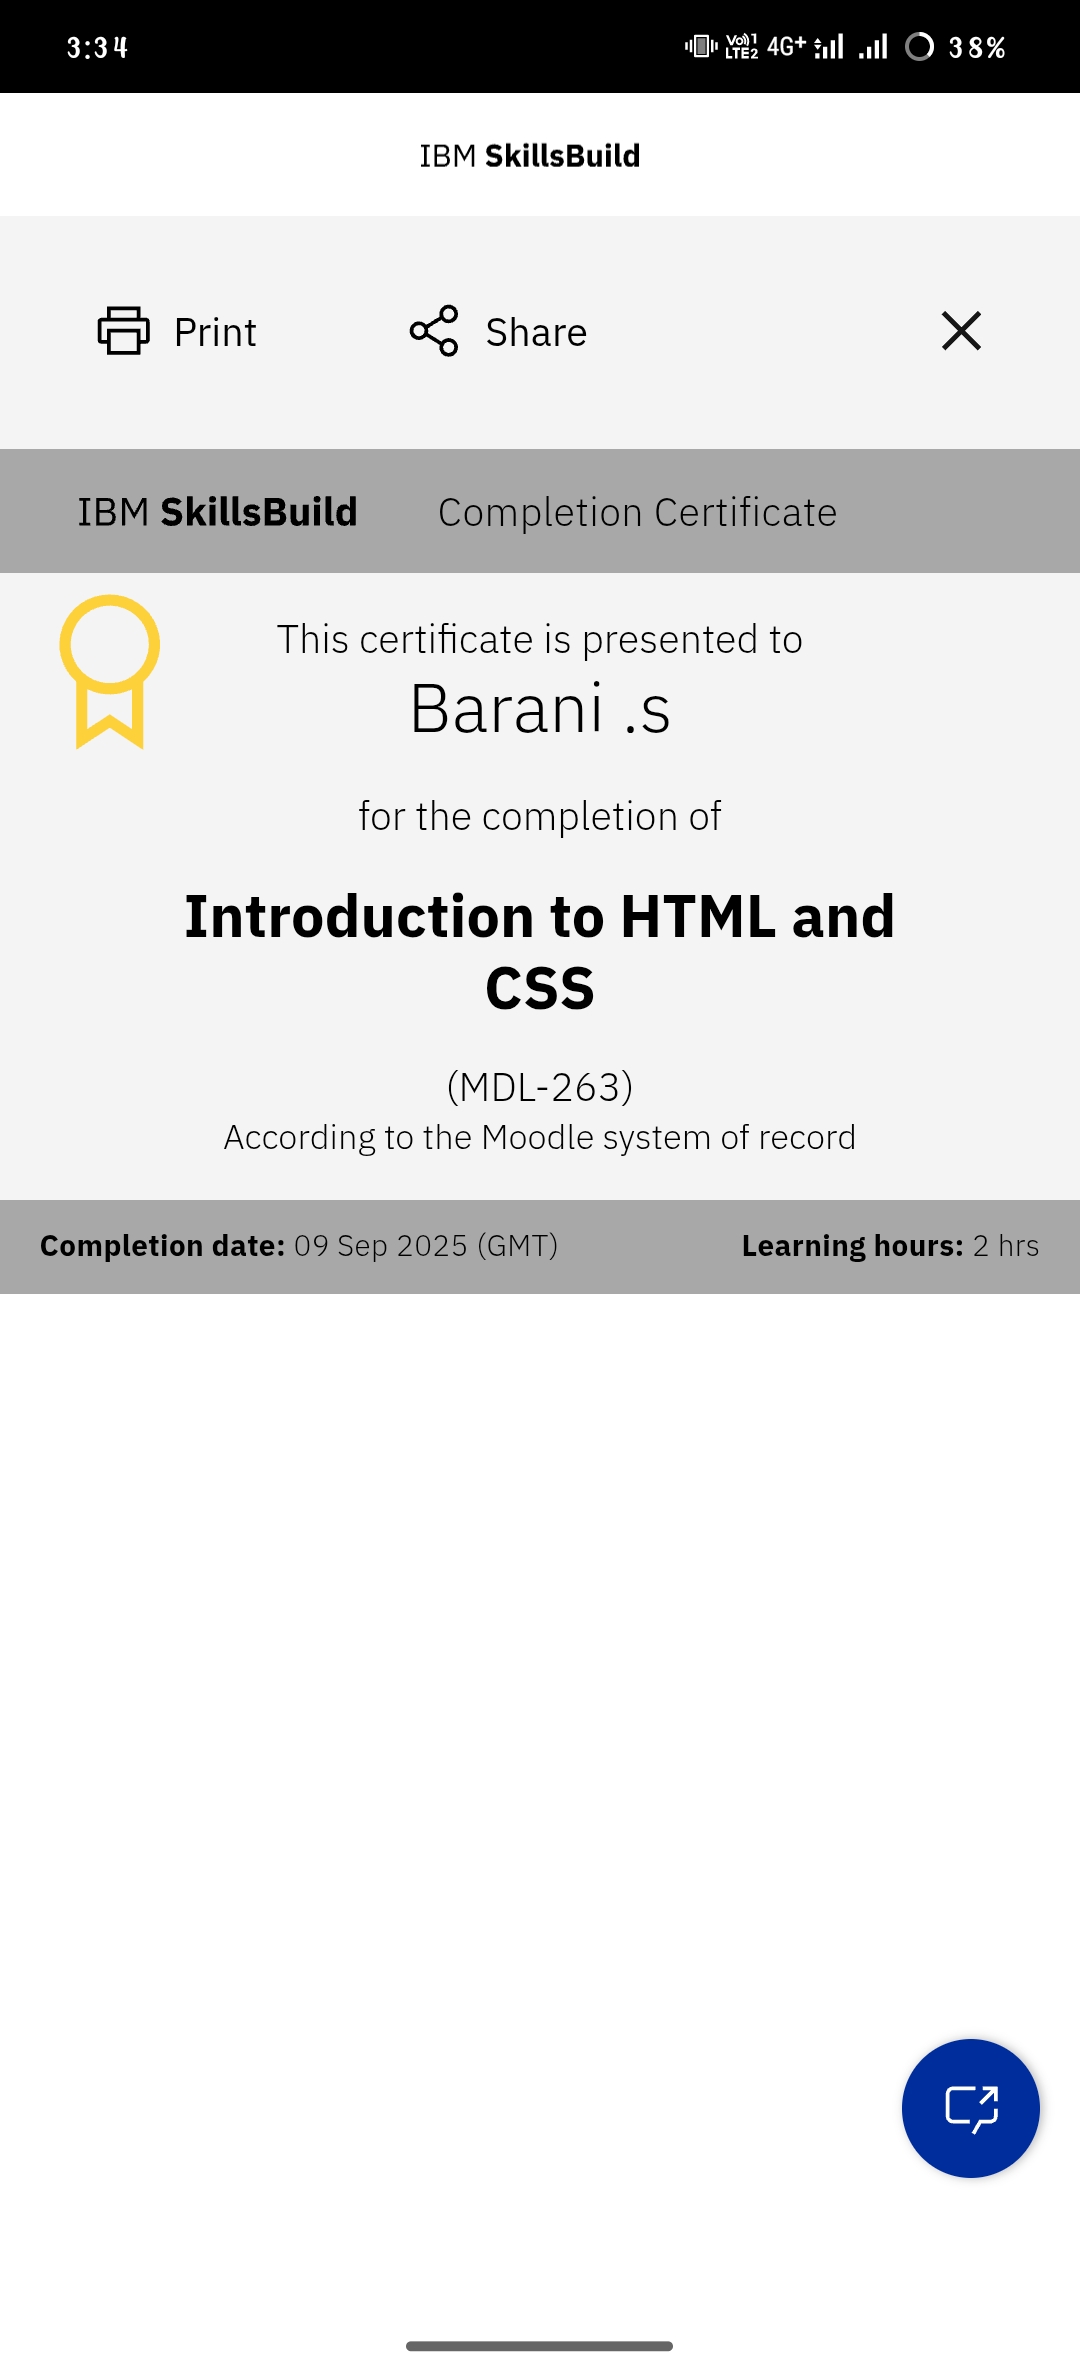 3:34 Vo)) 1 LTE2 4G+ 38%
IBM SkillsBuild
Print Share
IBM SkillsBuild Completion Certificate
This certificate is presented to
Barani .s
for the completion of
Introduction to HTML and
CSS
(MDL-263)
According to the Moodle system of record
Completion date: 09 Sep 2025 (GMT) Learning hours: 2 hrs